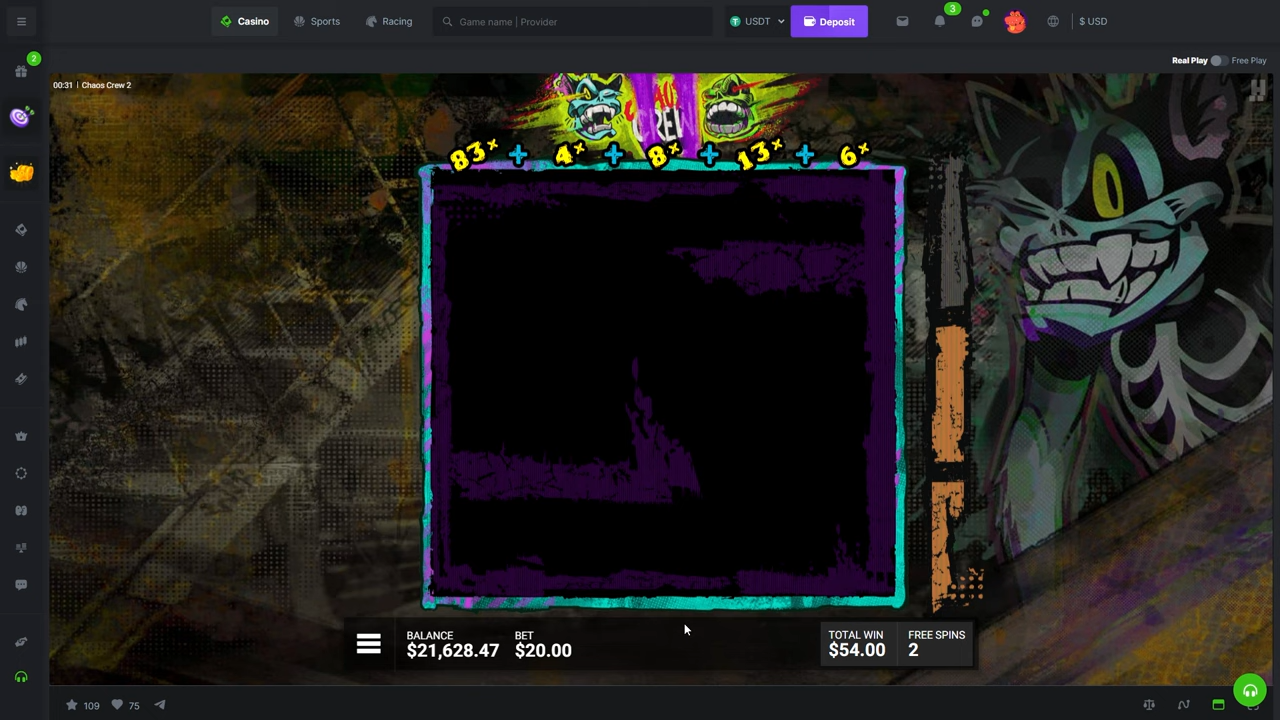 Casino
Sports
Racing
Game name | Provider
USDT
Deposit
3
$ USD
2
Real Play
Free Play
00:31 | Chaos Crew 2
CREW
83x + 4x + 8x + 13x + 6x
BALANCE
$21,628.47
BET
$20.00
TOTAL WIN
$54.00
FREE SPINS
2
109
75